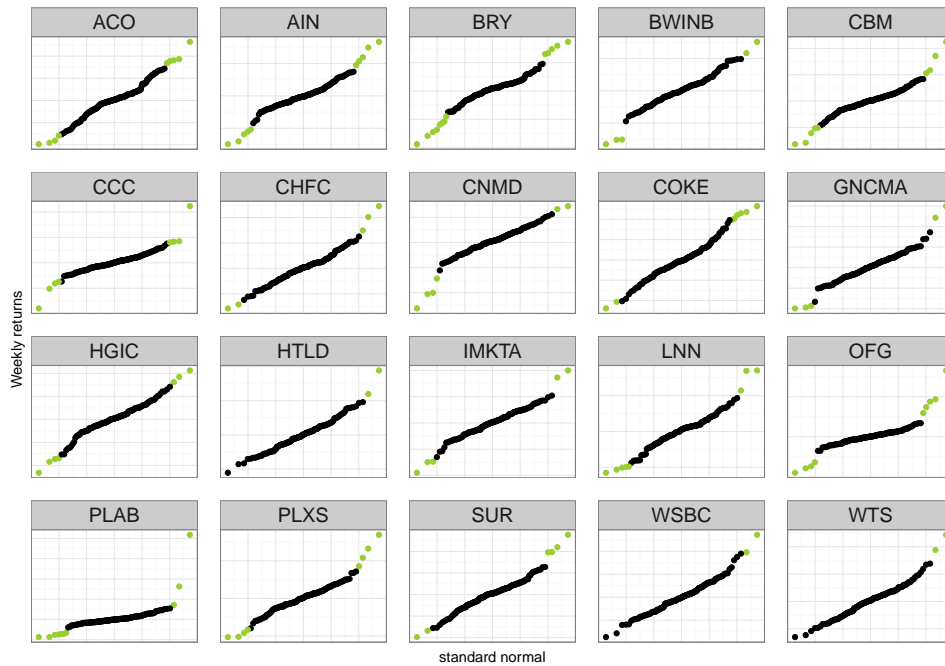 ACO AIN BRY BWINB CBM
CCC CHFC CNMD COKE GNCMA
HGIC HTLD IMKTA LNN OFG
PLAB PLXS SUR WSBC WTS
Weekly returns
standard normal